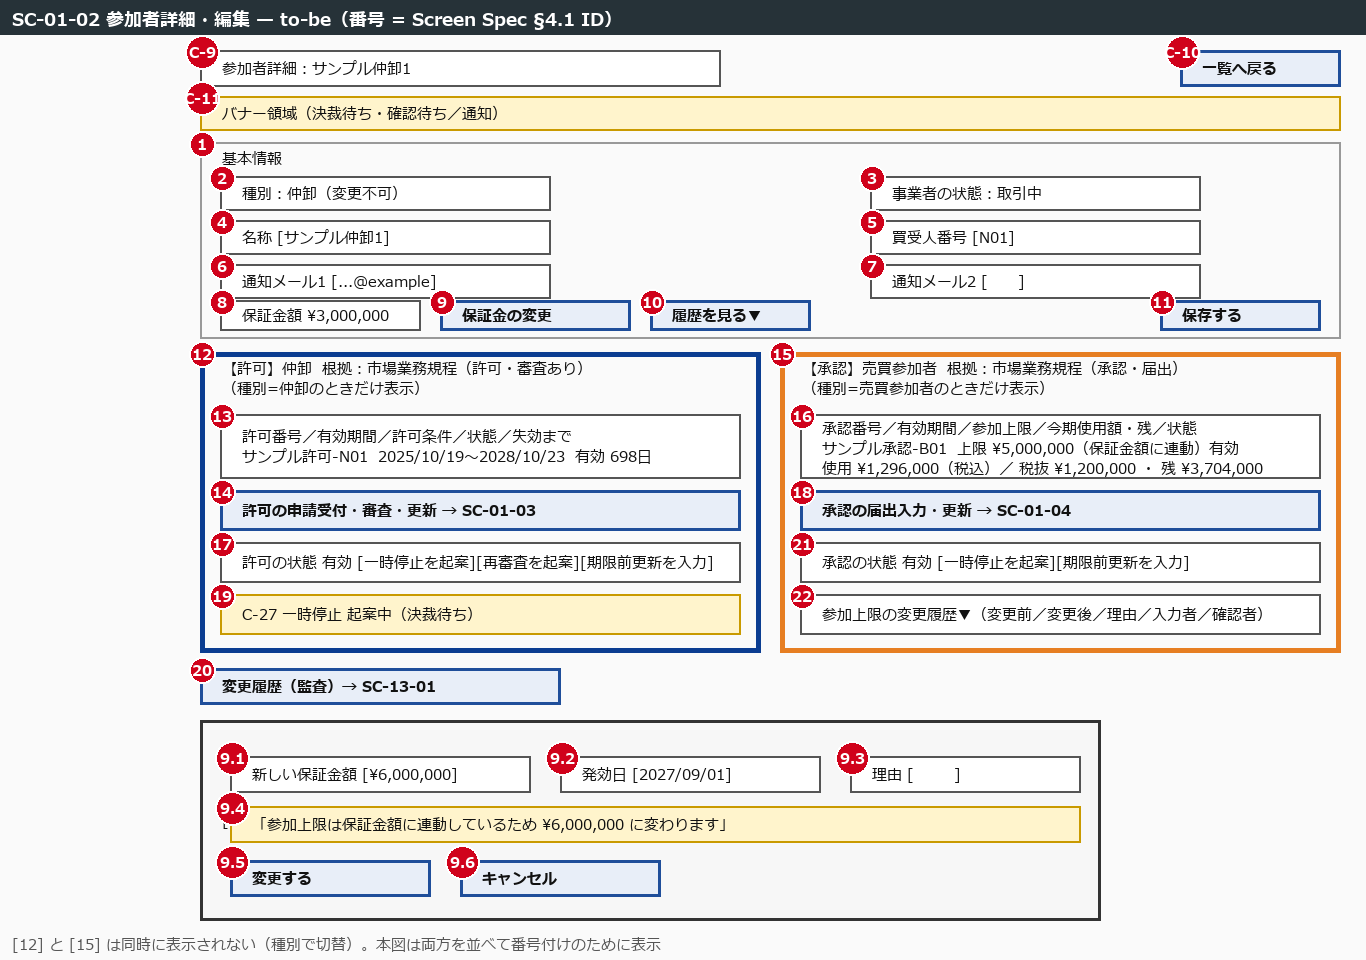 SC-01-02 参加者詳細・編集 — to-be（番号 = Screen Spec §4.1 ID）
C-9
参加者詳細：サンプル仲卸1
C-10
一覧へ戻る
C-11
バナー領域（決裁待ち・確認待ち／通知）
1
基本情報
2
種別：仲卸（変更不可）
3
事業者の状態：取引中
4
名称 [サンプル仲卸1]
5
買受人番号 [N01]
6
通知メール1 [...@example]
7
通知メール2 [　　]
8
保証金額 ¥3,000,000
9
保証金の変更
10
履歴を見る▼
11
保存する
12
【許可】仲卸 根拠：市場業務規程（許可・審査あり）
（種別=仲卸のときだけ表示）
13
許可番号／有効期間／許可条件／状態／失効まで
サンプル許可-N01 2025/10/19〜2028/10/23 有効 698日
14
許可の申請受付・審査・更新 → SC-01-03
17
許可の状態 有効 [一時停止を起案][再審査を起案][期限前更新を入力]
19
C-27 一時停止 起案中（決裁待ち）
15
【承認】売買参加者 根拠：市場業務規程（承認・届出）
（種別=売買参加者のときだけ表示）
16
承認番号／有効期間／参加上限／今期使用額・残／状態
サンプル承認-B01 上限 ¥5,000,000（保証金額に連動）有効
使用 ¥1,296,000（税込）／ 税抜 ¥1,200,000 ・ 残 ¥3,704,000
18
承認の届出入力・更新 → SC-01-04
21
承認の状態 有効 [一時停止を起案][期限前更新を入力]
22
参加上限の変更履歴▼（変更前／変更後／理由／入力者／確認者）
20
変更履歴（監査）→ SC-13-01
9.1
新しい保証金額 [¥6,000,000]
9.2
発効日 [2027/09/01]
9.3
理由 [　　]
9.4
「参加上限は保証金額に連動しているため ¥6,000,000 に変わります」
9.5
変更する
9.6
キャンセル
[12] と [15] は同時に表示されない（種別で切替）。本図は両方を並べて番号付けのために表示